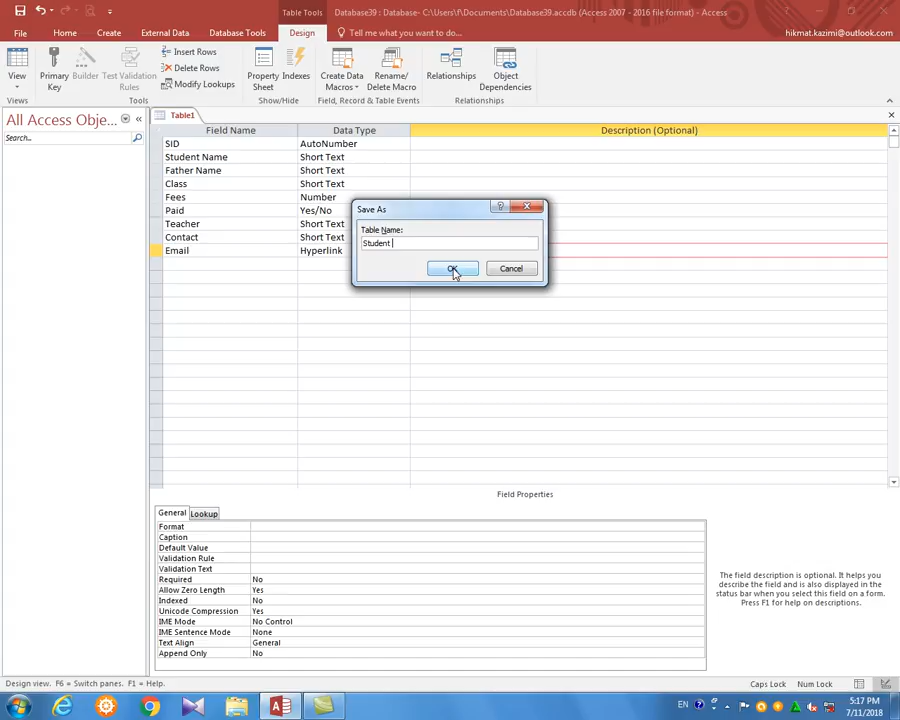 Table Tools
Database39 : Database- C:\Users\f\Documents\Database39.accdb (Access 2007 - 2016 file format) - Access
File Home Create External Data Database Tools Design Tell me what you want to do... hikmat.kazimi@outlook.com
View
Primary Key
Builder
Test Validation Rules
Insert Rows
Delete Rows
Modify Lookups
Property Sheet
Indexes
Create Data Macros
Rename/Delete Macro
Relationships
Object Dependencies
Views Tools Show/Hide Field, Record & Table Events Relationships
All Access Obje...
Search...
Table1
Field Name Data Type Description (Optional)
SID AutoNumber
Student Name Short Text
Father Name Short Text
Class Short Text
Fees Number
Paid Yes/No
Teacher Short Text
Contact Short Text
Email Hyperlink
Save As
Table Name:
Student
OK Cancel
Field Properties
General Lookup
Format
Caption
Default Value
Validation Rule
Validation Text
Required No
Allow Zero Length Yes
Indexed No
Unicode Compression Yes
IME Mode No Control
IME Sentence Mode None
Text Align General
Append Only No
The field description is optional. It helps you
describe the field and is also displayed in the
status bar when you select this field on a form.
Press F1 for help on descriptions.
Design view. F6 = Switch panes. F1 = Help. Caps Lock Num Lock
EN
5:17 PM
7/11/2018